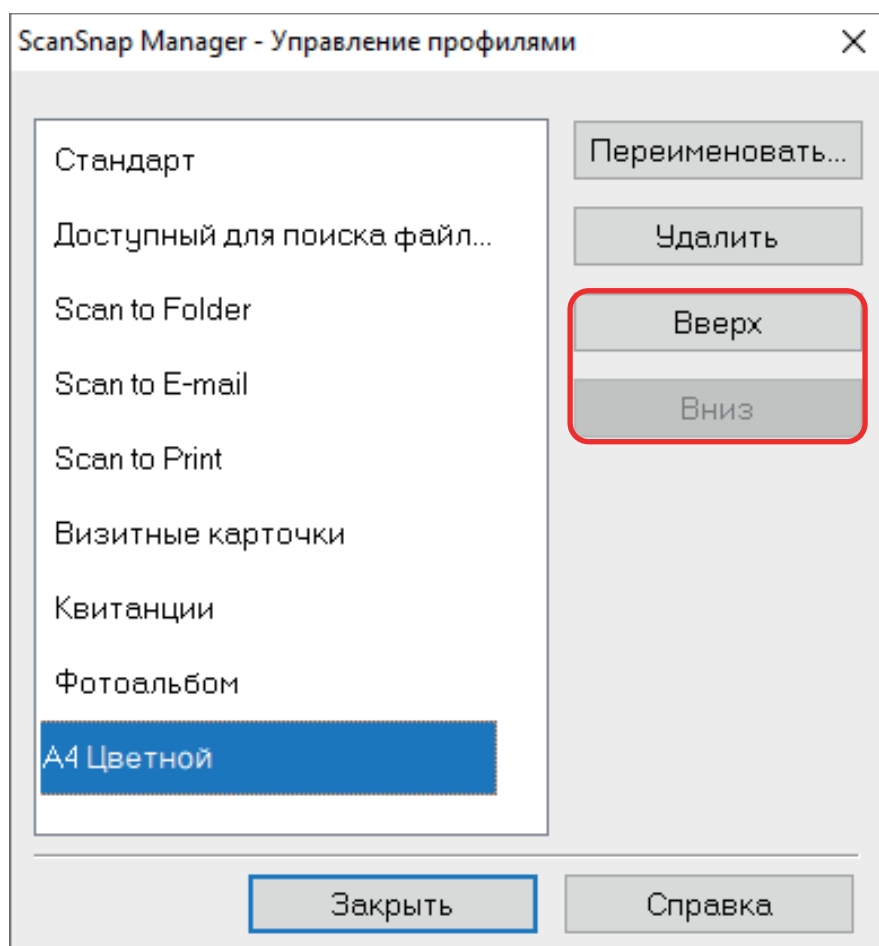 ScanSnap Manager - Управление профилями
Стандарт
Доступный для поиска файл...
Scan to Folder
Scan to E-mail
Scan to Print
Визитные карточки
Квитанции
Фотоальбом
A4 Цветной
Переименовать...
Удалить
Вверх
Вниз
Закрыть
Справка